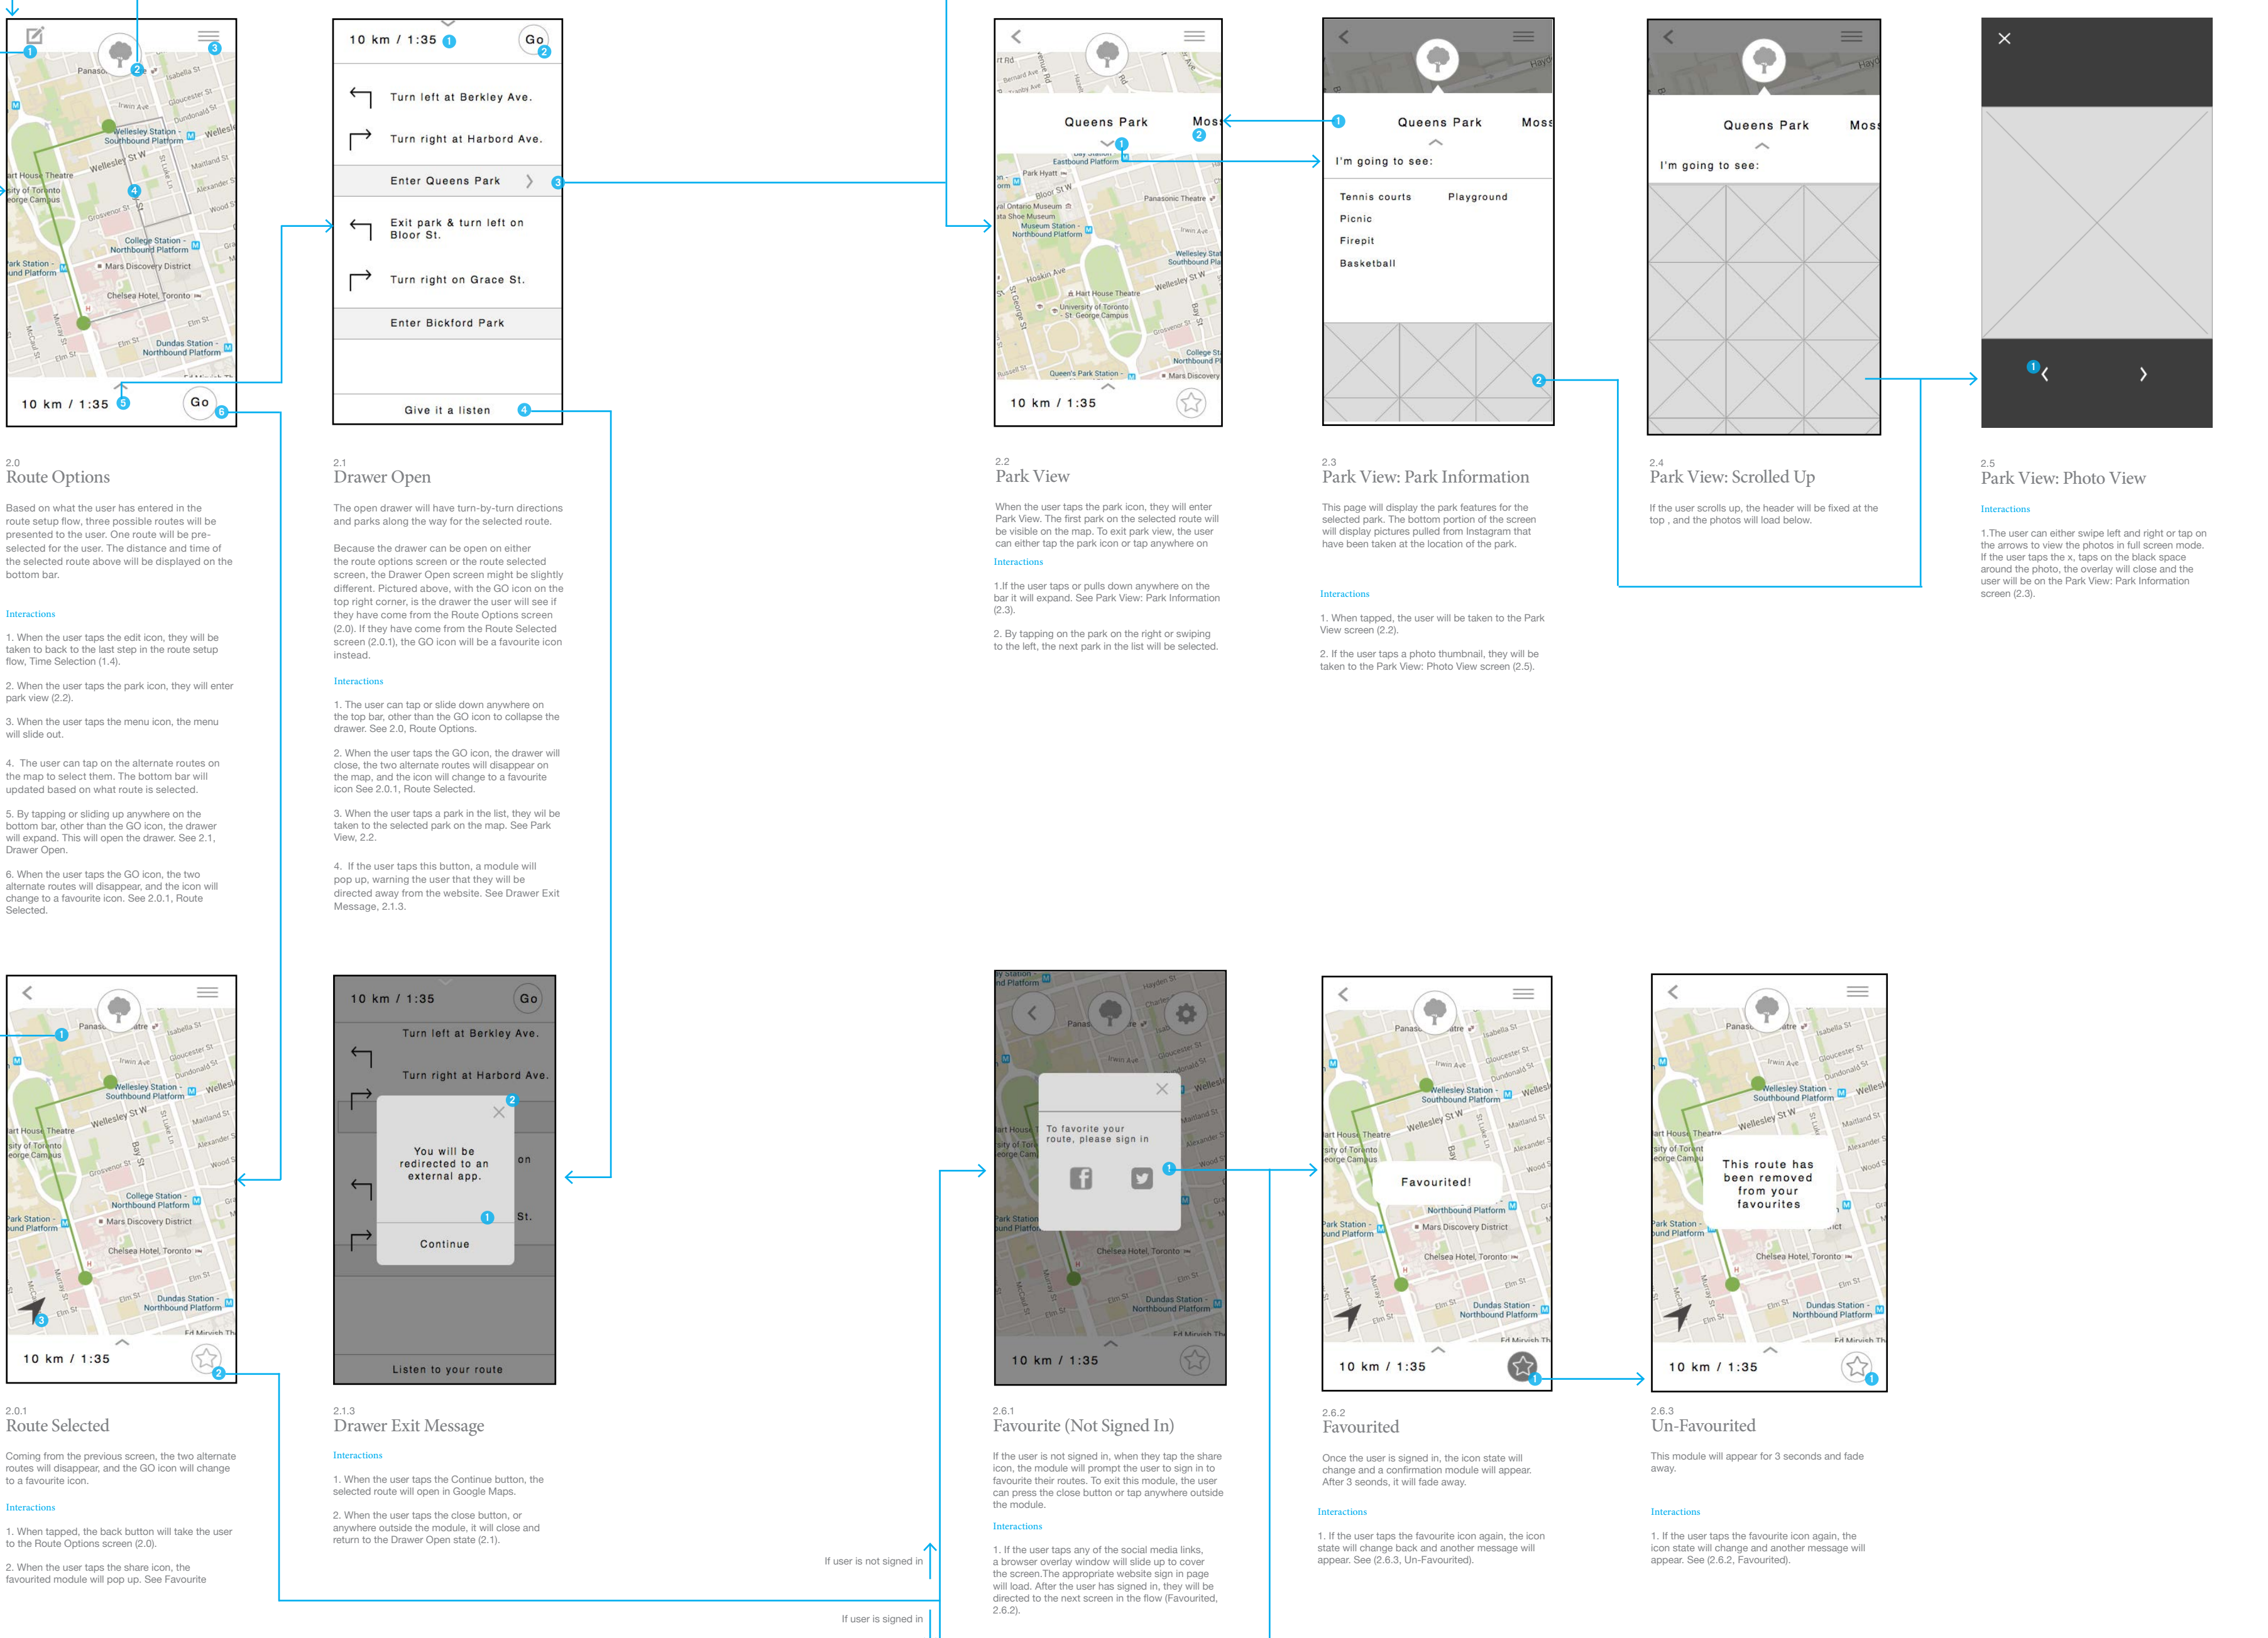 10 km / 1:35
Go
2.0
Route Options
Based on what the user has entered in the
route setup flow, three possible routes will be
presented to the user. One route will be pre-
selected for the user. The distance and time of
the selected route above will be displayed on the
bottom bar.
Interactions
1. When the user taps the edit icon, they will be
taken to back to the last step in the route setup
flow, Time Selection (1.4).
2. When the user taps the park icon, they will enter
park view (2.2).
3. When the user taps the menu icon, the menu
will slide out.
4. The user can tap on the alternate routes on
the map to select them. The bottom bar will
updated based on what route is selected.
5. By tapping or sliding up anywhere on the
bottom bar, other than the GO icon, the drawer
will expand. This will open the drawer. See 2.1,
Drawer Open.
6. When the user taps the GO icon, the two
alternate routes will disappear, and the icon will
change to a favourite icon. See 2.0.1, Route
Selected.
10 km / 1:35
Go
Turn left at Berkley Ave.
Turn right at Harbord Ave.
Enter Queens Park
Exit park & turn left on
Bloor St.
Turn right on Grace St.
Enter Bickford Park
Give it a listen
2.1
Drawer Open
The open drawer will have turn-by-turn directions
and parks along the way for the selected route.
Because the drawer can be open on either
the route options screen or the route selected
screen, the Drawer Open screen might be slightly
different. Pictured above, with the GO icon on the
top right corner, is the drawer the user will see if
they have come from the Route Options screen
(2.0). If they have come from the Route Selected
screen (2.0.1), the GO icon will be a favourite icon
instead.
Interactions
1. The user can tap or slide down anywhere on
the top bar, other than the GO icon to collapse the
drawer. See 2.0, Route Options.
2. When the user taps the GO icon, the drawer will
close, the two alternate routes will disappear on
the map, and the icon will change to a favourite
icon See 2.0.1, Route Selected.
3. When the user taps a park in the list, they wil be
taken to the selected park on the map. See Park
View, 2.2.
4. If the user taps this button, a module will
pop up, warning the user that they will be
directed away from the website. See Drawer Exit
Message, 2.1.3.
Queens Park
Moss
10 km / 1:35
2.2
Park View
When the user taps the park icon, they will enter
Park View. The first park on the selected route will
be visible on the map. To exit park view, the user
can either tap the park icon or tap anywhere on
Interactions
1.If the user taps or pulls down anywhere on the
bar it will expand. See Park View: Park Information
(2.3).
2. By tapping on the park on the right or swiping
to the left, the next park in the list will be selected.
Queens Park
Moss
I'm going to see:
Tennis courts
Playground
Picnic
Firepit
Basketball
2.3
Park View: Park Information
This page will display the park features for the
selected park. The bottom portion of the screen
will display pictures pulled from Instagram that
have been taken at the location of the park.
Interactions
1. When tapped, the user will be taken to the Park
View screen (2.2).
2. If the user taps a photo thumbnail, they will be
taken to the Park View: Photo View screen (2.5).
Queens Park
Moss
I'm going to see:
2.4
Park View: Scrolled Up
If the user scrolls up, the header will be fixed at the
top , and the photos will load below.
2.5
Park View: Photo View
Interactions
1.The user can either swipe left and right or tap on
the arrows to view the photos in full screen mode.
If the user taps the x, taps on the black space
around the photo, the overlay will close and the
user will be on the Park View: Park Information
screen (2.3).
10 km / 1:35
2.0.1
Route Selected
Coming from the previous screen, the two alternate
routes will disappear, and the GO icon will change
to a favourite icon.
Interactions
1. When tapped, the back button will take the user
to the Route Options screen (2.0).
2. When the user taps the share icon, the
favourited module will pop up. See Favourite
10 km / 1:35
Go
Turn left at Berkley Ave.
Turn right at Harbord Ave.
You will be
redirected to an
external app.
Continue
on
St.
Listen to your route
2.1.3
Drawer Exit Message
Interactions
1. When the user taps the Continue button, the
selected route will open in Google Maps.
2. When the user taps the close button, or
anywhere outside the module, it will close and
return to the Drawer Open state (2.1).
If user is not signed in
If user is signed in
To favorite your
route, please sign in
10 km / 1:35
2.6.1
Favourite (Not Signed In)
If the user is not signed in, when they tap the share
icon, the module will prompt the user to sign in to
favourite their routes. To exit this module, the user
can press the close button or tap anywhere outside
the module.
Interactions
1. If the user taps any of the social media links,
a browser overlay window will slide up to cover
the screen.The appropriate website sign in page
will load. After the user has signed in, they will be
directed to the next screen in the flow (Favourited,
2.6.2).
Favourited!
10 km / 1:35
2.6.2
Favourited
Once the user is signed in, the icon state will
change and a confirmation module will appear.
After 3 seonds, it will fade away.
Interactions
1. If the user taps the favourite icon again, the icon
state will change back and another message will
appear. See (2.6.3, Un-Favourited).
This route has
been removed
from your
favourites
10 km / 1:35
2.6.3
Un-Favourited
This module will appear for 3 seconds and fade
away.
Interactions
1. If the user taps the favourite icon again, the
icon state will change and another message will
appear. See (2.6.2, Favourited).